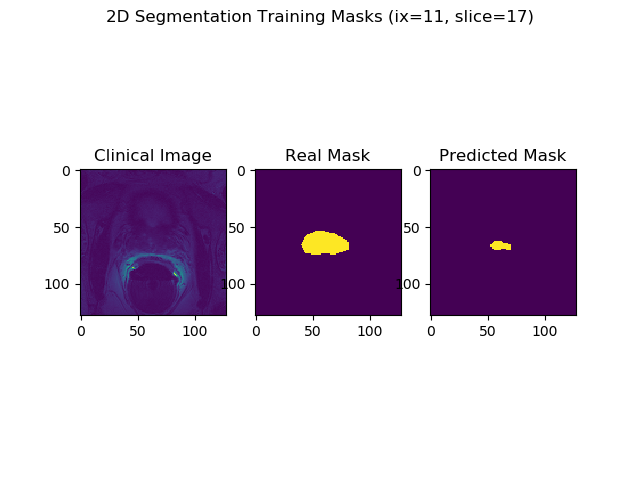 2D Segmentation Training Masks (ix=11, slice=17)
Clinical Image Real Mask Predicted Mask
0 0 0
50 50 50
100 100 100
0 50 100 0 50 100 0 50 100